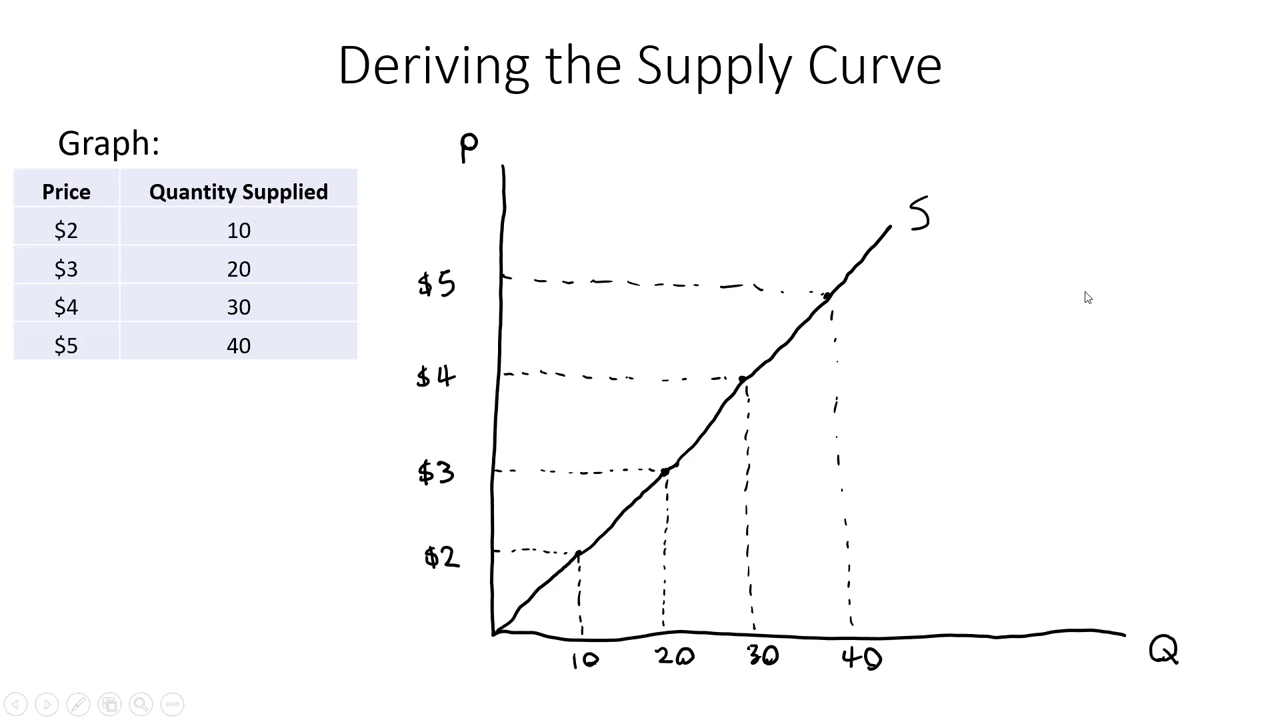 Deriving the Supply Curve
Graph:
Price Quantity Supplied
$2 10
$3 20
$4 30
$5 40
P
S
$5
$4
$3
$2
10 20 30 40
Q